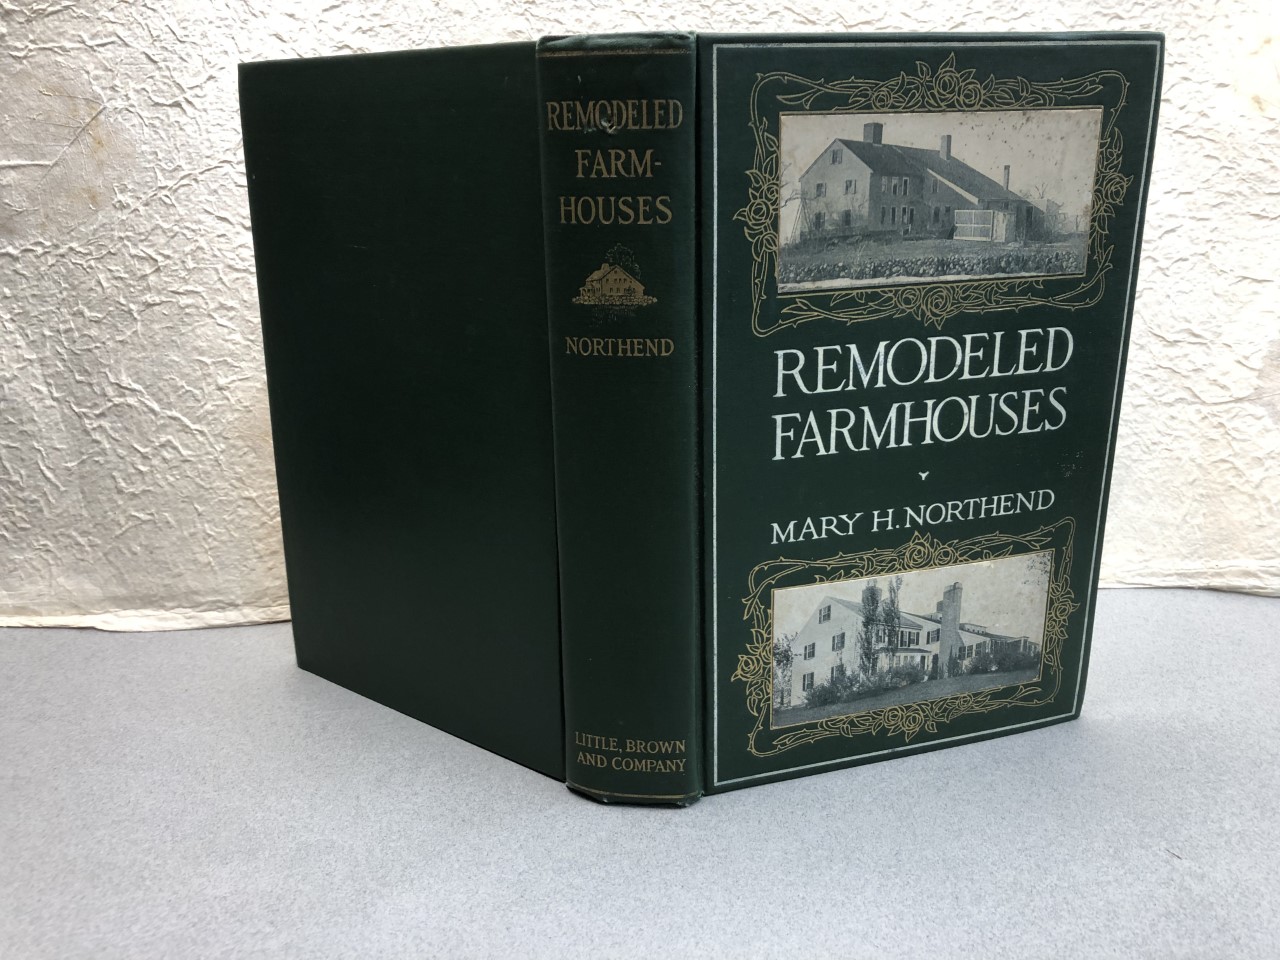 REMODELED
FARM-
HOUSES
NORTHEND
LITTLE, BROWN
AND COMPANY
REMODELED
FARMHOUSES
MARY H. NORTHEND